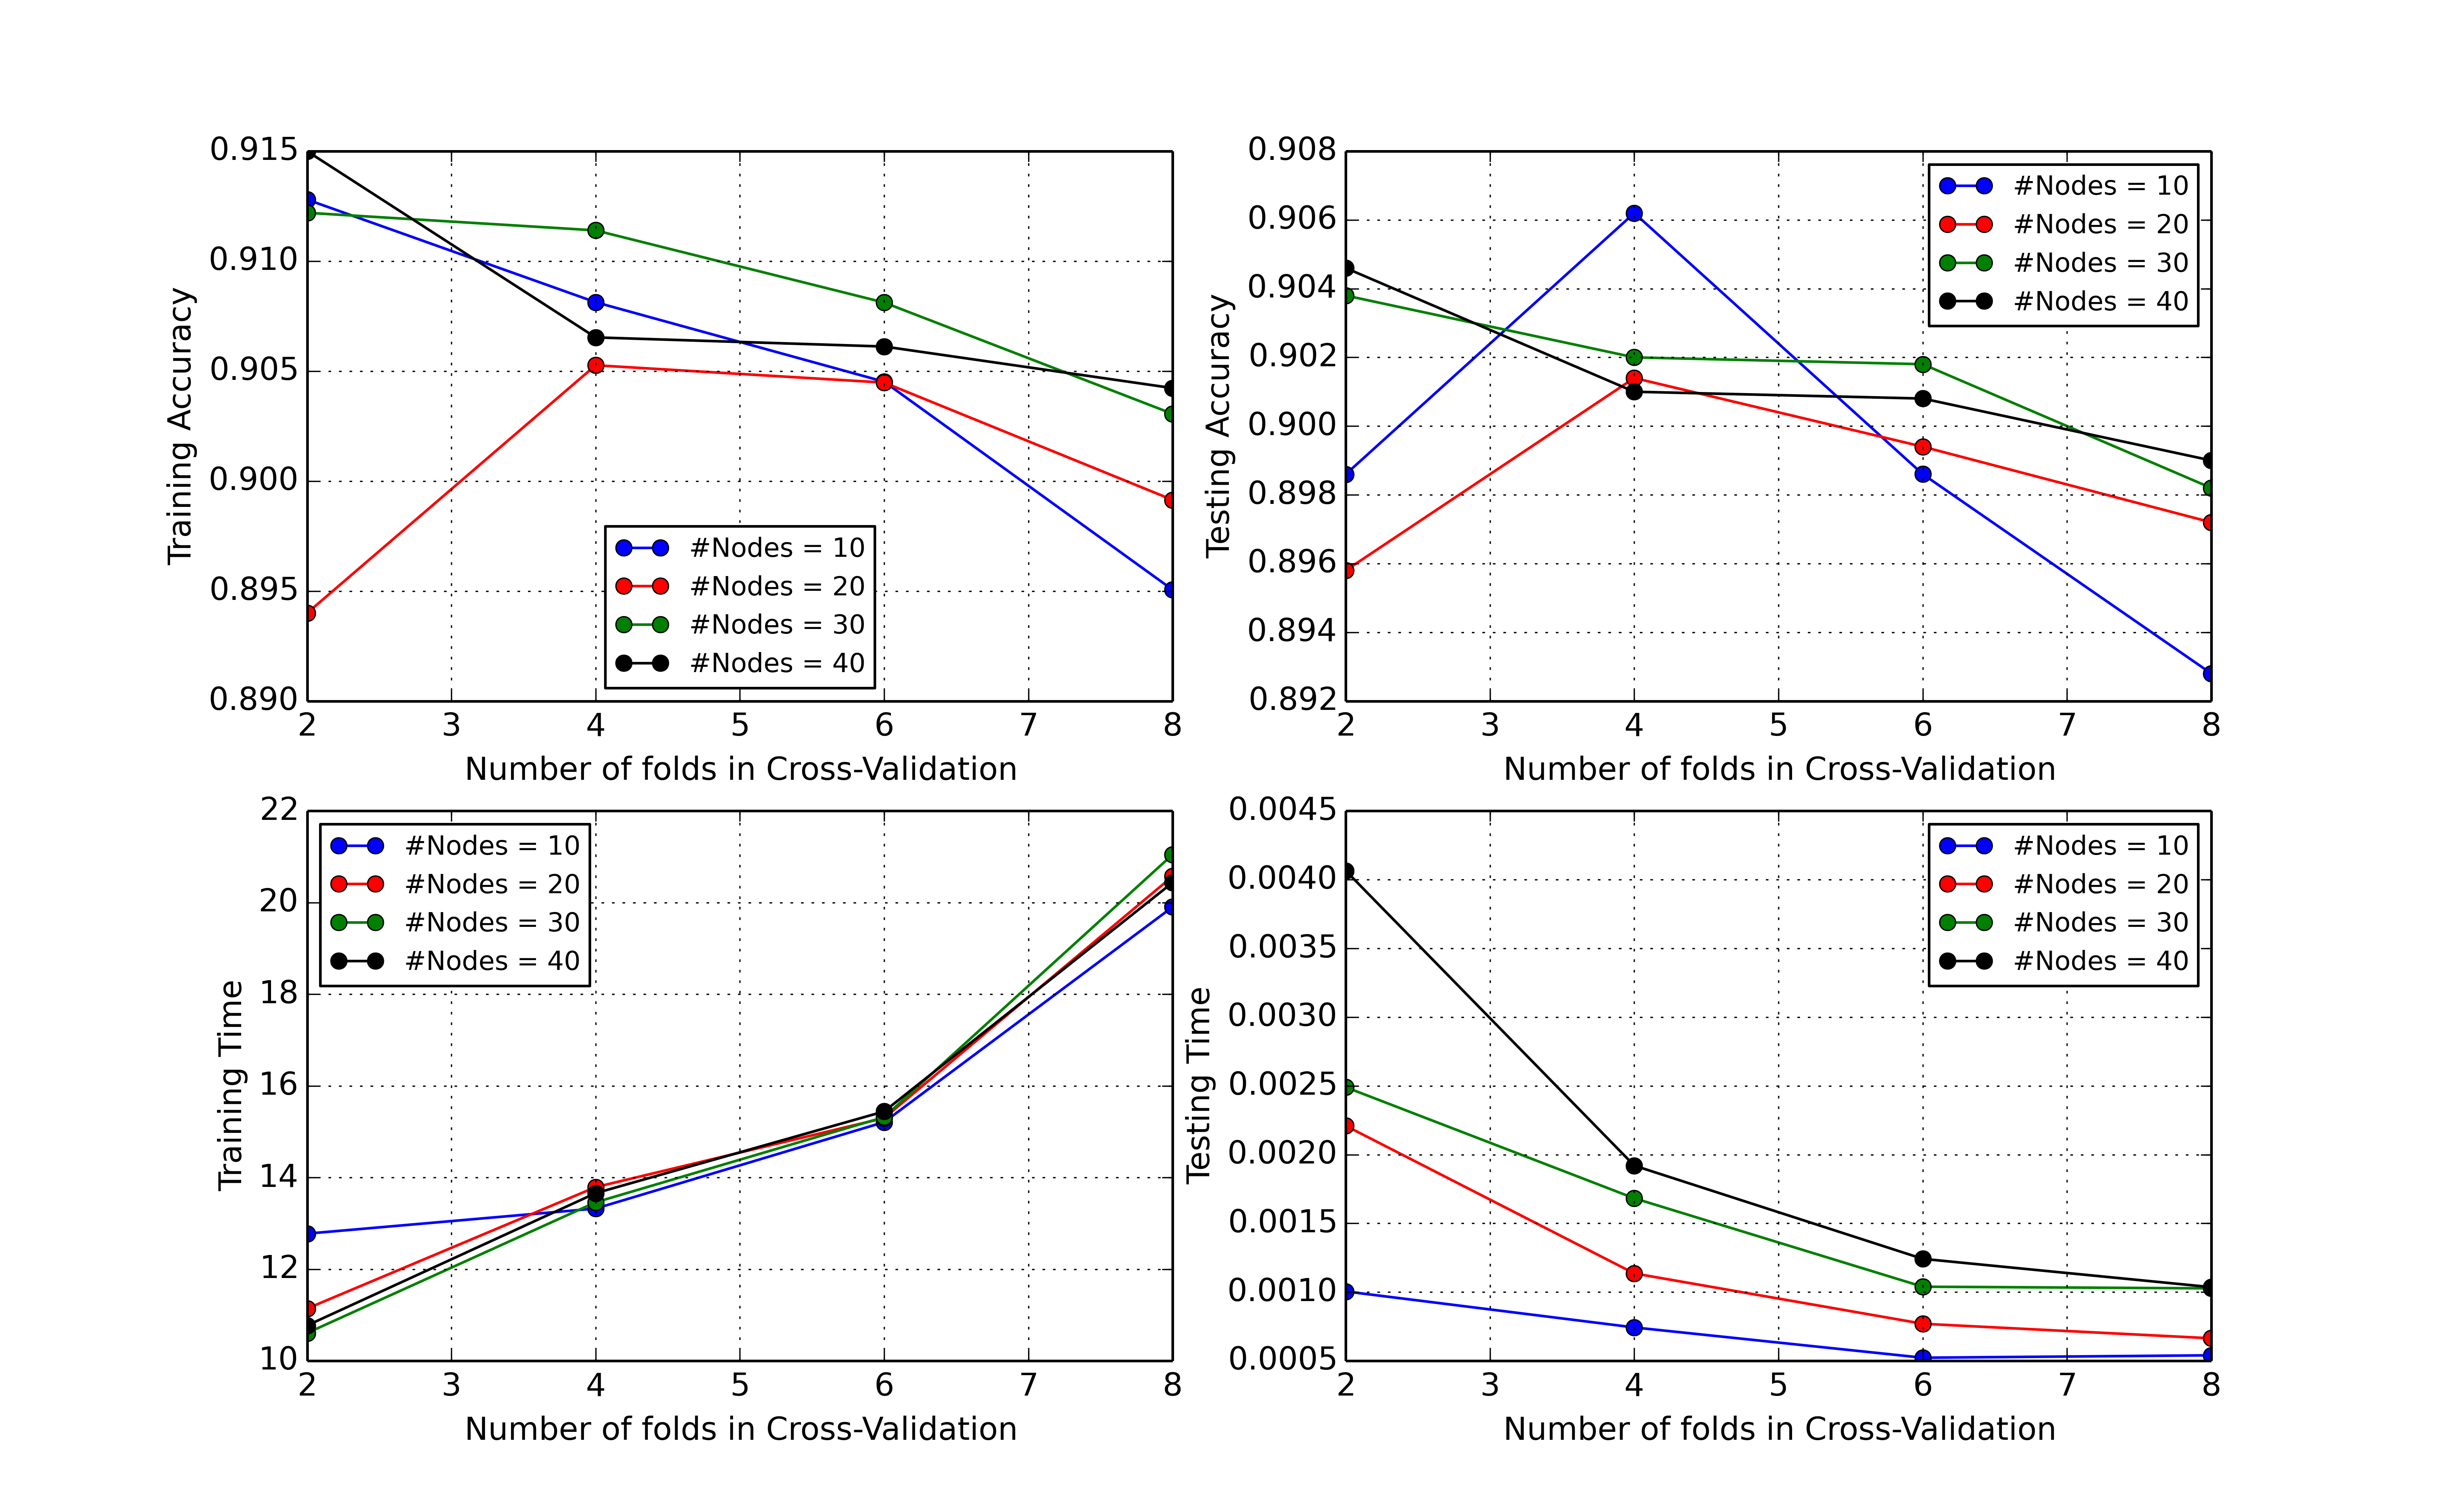 0.915
0.910
0.905
0.900
0.895
0.890
Training Accuracy
#Nodes = 10
#Nodes = 20
#Nodes = 30
#Nodes = 40
2 3 4 5 6 7 8
Number of folds in Cross-Validation
0.908
0.906
0.904
0.902
0.900
0.898
0.896
0.894
0.892
Testing Accuracy
#Nodes = 10
#Nodes = 20
#Nodes = 30
#Nodes = 40
2 3 4 5 6 7 8
Number of folds in Cross-Validation
22
20
18
16
14
12
10
Training Time
#Nodes = 10
#Nodes = 20
#Nodes = 30
#Nodes = 40
2 3 4 5 6 7 8
Number of folds in Cross-Validation
0.0045
0.0040
0.0035
0.0030
0.0025
0.0020
0.0015
0.0010
0.0005
Testing Time
#Nodes = 10
#Nodes = 20
#Nodes = 30
#Nodes = 40
2 3 4 5 6 7 8
Number of folds in Cross-Validation